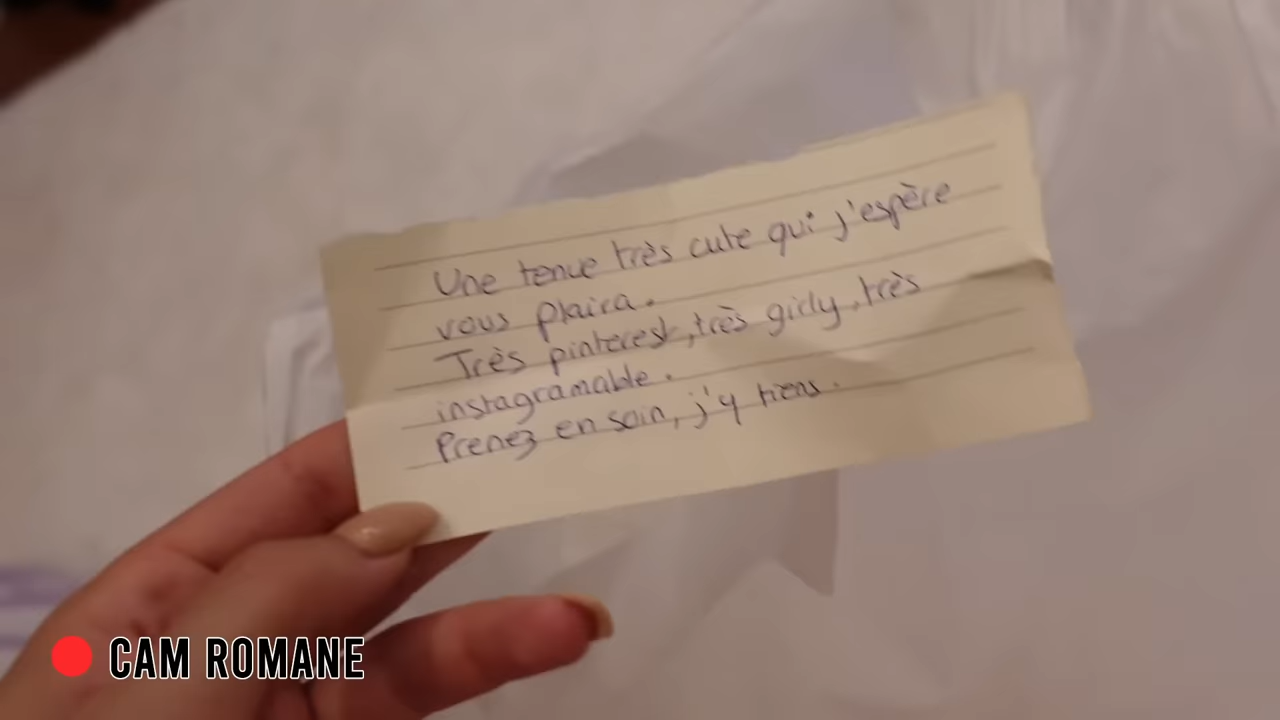 Une tenue très cute qui j'espère
vous plaira.
Très pinterest, très girly, très
instagramable.
Prenez en soin, j'y tiens.
CAM ROMANE